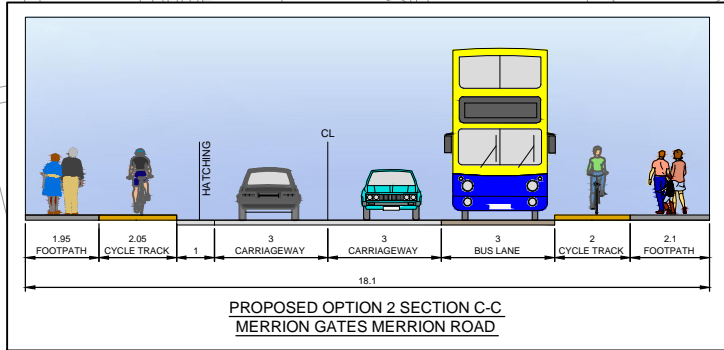 CL
HATCHING
1.95 2.05 1 3 3 3 2 2.1
FOOTPATH CYCLE TRACK CARRIAGEWAY CARRIAGEWAY BUS LANE CYCLE TRACK FOOTPATH
18.1
PROPOSED OPTION 2 SECTION C-C
MERRION GATES MERRION ROAD